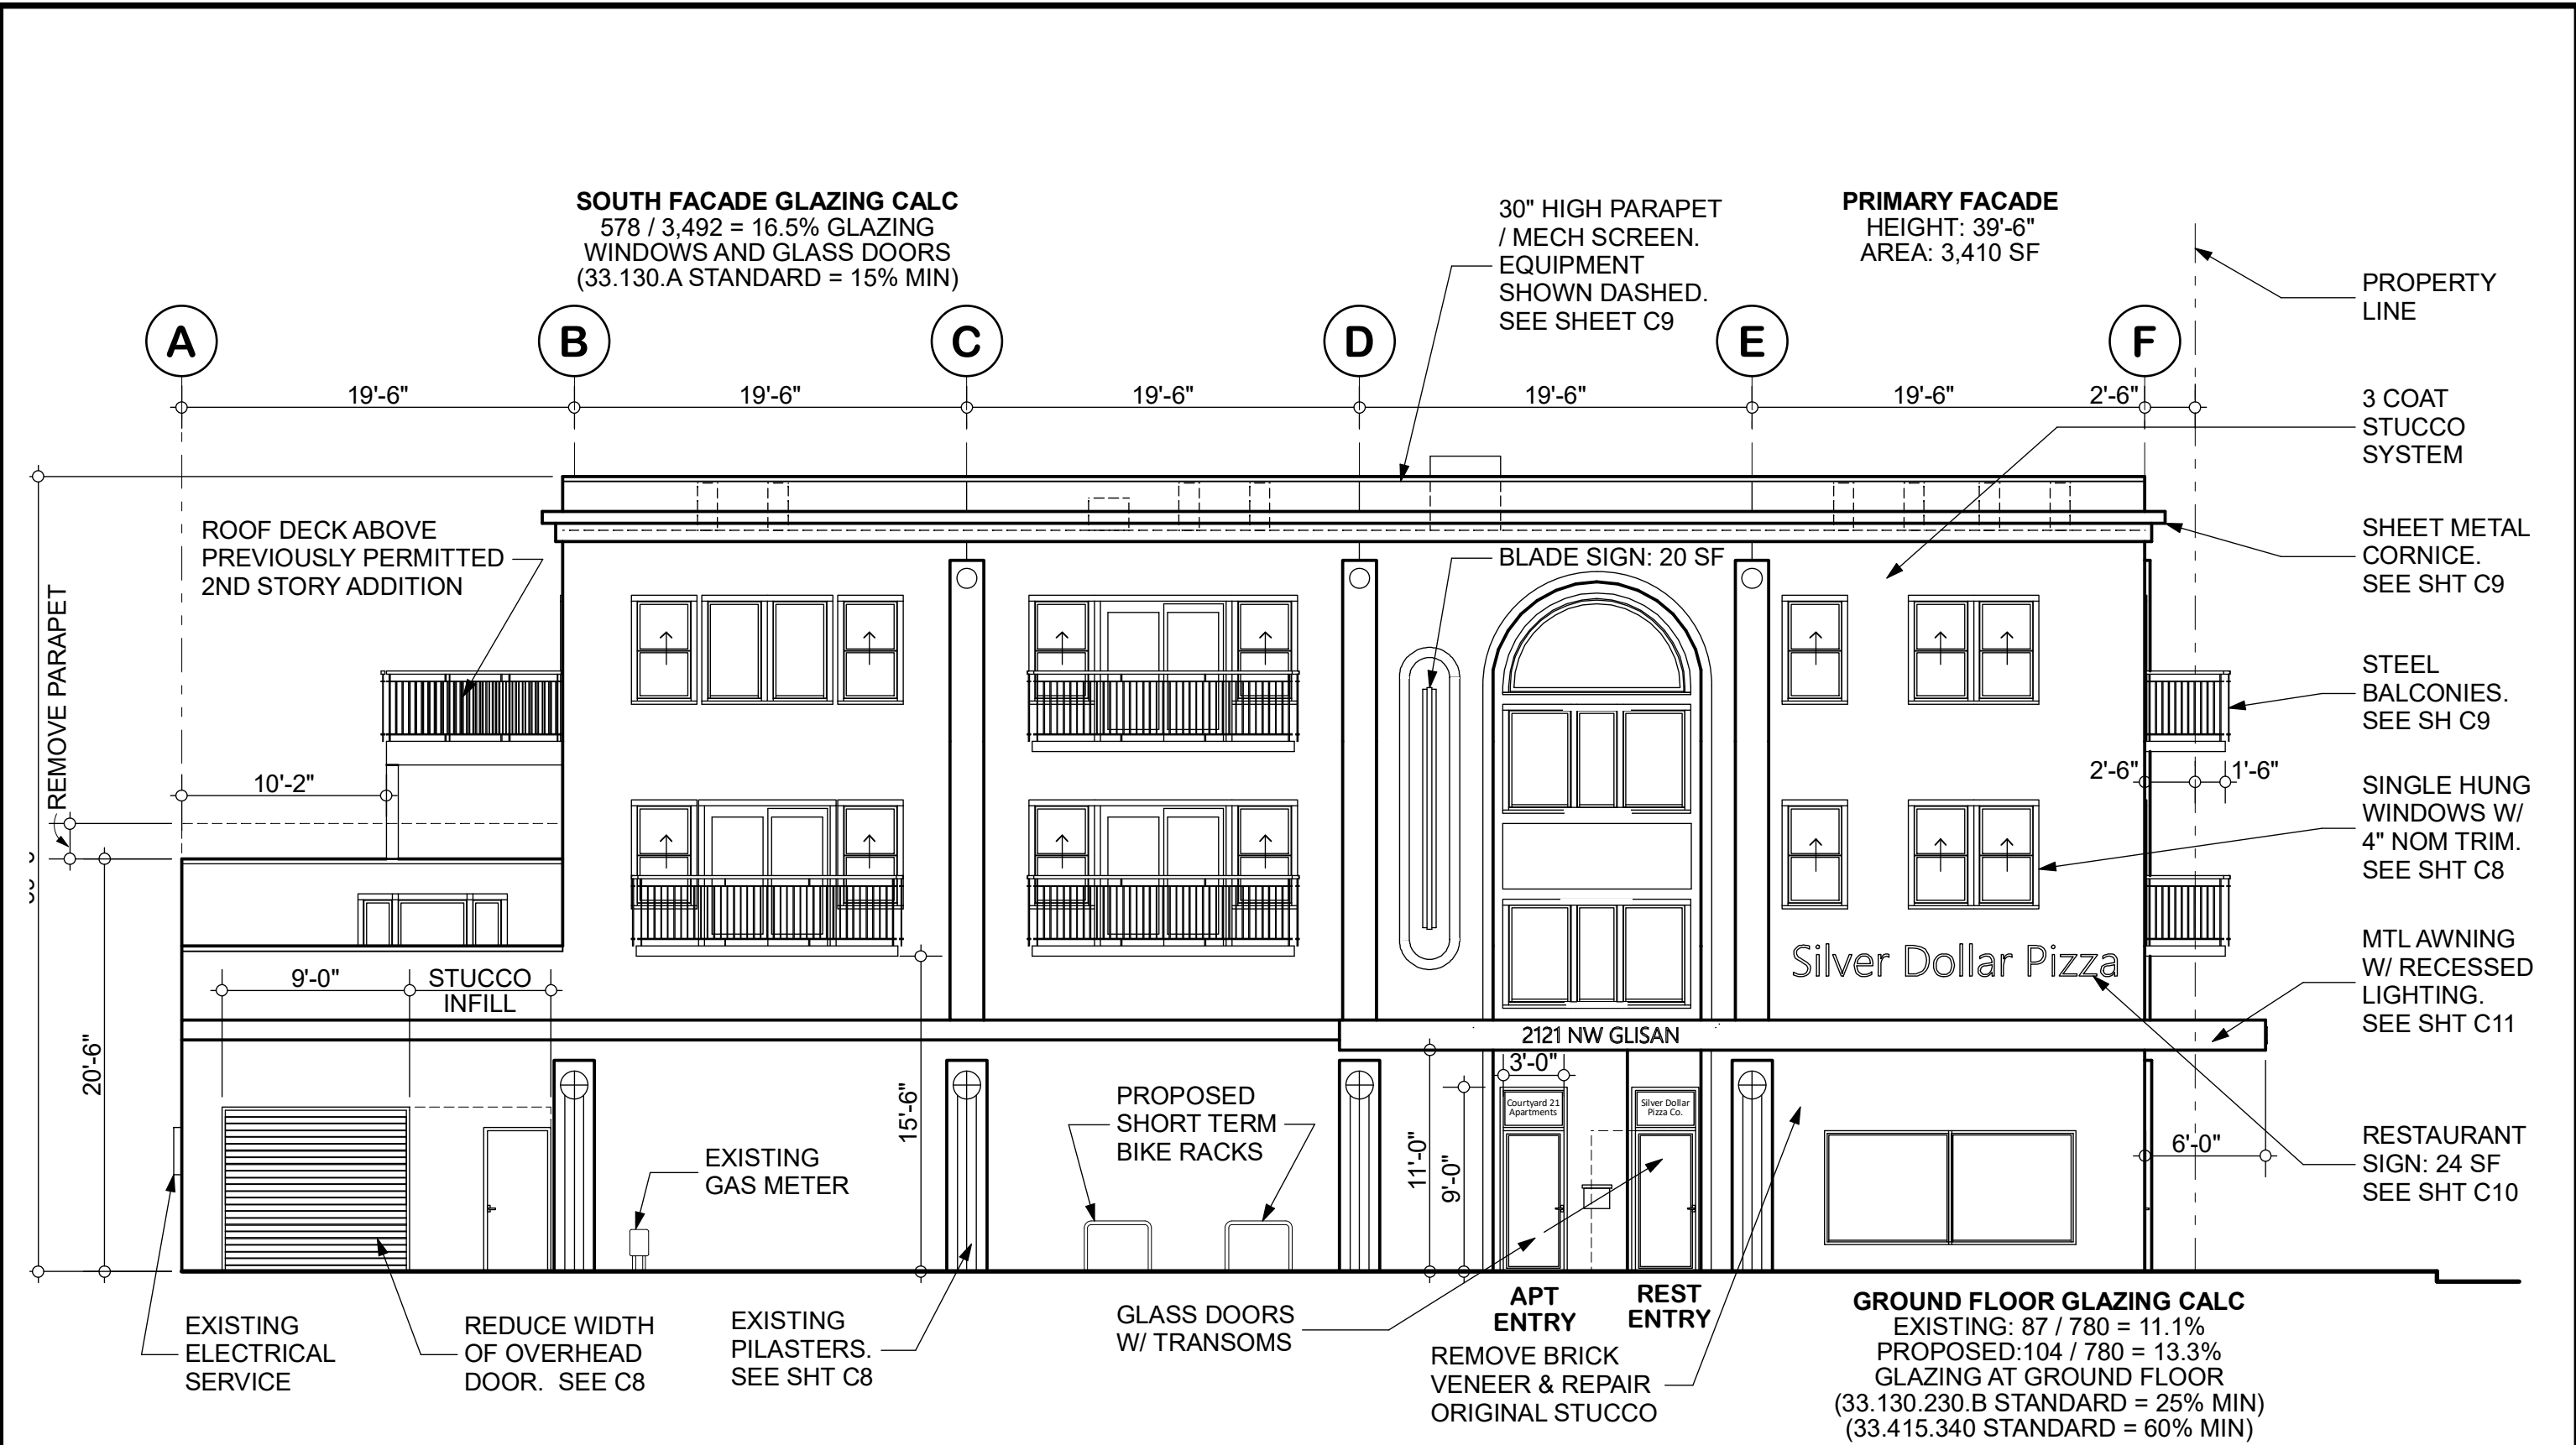 SOUTH FACADE GLAZING CALC
578 / 3,492 = 16.5% GLAZING
WINDOWS AND GLASS DOORS
(33.130.A STANDARD = 15% MIN)
30" HIGH PARAPET
/ MECH SCREEN.
EQUIPMENT
SHOWN DASHED.
SEE SHEET C9
PRIMARY FACADE
HEIGHT: 39'-6"
AREA: 3,410 SF
PROPERTY
LINE
A
B
C
D
E
F
19'-6"
19'-6"
19'-6"
19'-6"
19'-6"
2'-6"
3 COAT
STUCCO
SYSTEM
ROOF DECK ABOVE
PREVIOUSLY PERMITTED
2ND STORY ADDITION
BLADE SIGN: 20 SF
SHEET METAL
CORNICE.
SEE SHT C9
REMOVE PARAPET
STEEL
BALCONIES.
SEE SH C9
10'-2"
2'-6"
1'-6"
SINGLE HUNG
WINDOWS W/
4" NOM TRIM.
SEE SHT C8
Silver Dollar Pizza
MTL AWNING
W/ RECESSED
LIGHTING.
SEE SHT C11
9'-0"
STUCCO
INFILL
2121 NW GLISAN
20'-6"
15'-6"
11'-0"
9'-0"
3'-0"
Courtyard 21
Apartments
Silver Dollar
Pizza Co.
PROPOSED
SHORT TERM
BIKE RACKS
EXISTING
GAS METER
6'-0"
RESTAURANT
SIGN: 24 SF
SEE SHT C10
EXISTING
ELECTRICAL
SERVICE
REDUCE WIDTH
OF OVERHEAD
DOOR.  SEE C8
EXISTING
PILASTERS.
SEE SHT C8
GLASS DOORS
W/ TRANSOMS
APT
ENTRY
REST
ENTRY
REMOVE BRICK
VENEER & REPAIR
ORIGINAL STUCCO
GROUND FLOOR GLAZING CALC
EXISTING: 87 / 780 = 11.1%
PROPOSED:104 / 780 = 13.3%
GLAZING AT GROUND FLOOR
(33.130.230.B STANDARD = 25% MIN)
(33.415.340 STANDARD = 60% MIN)